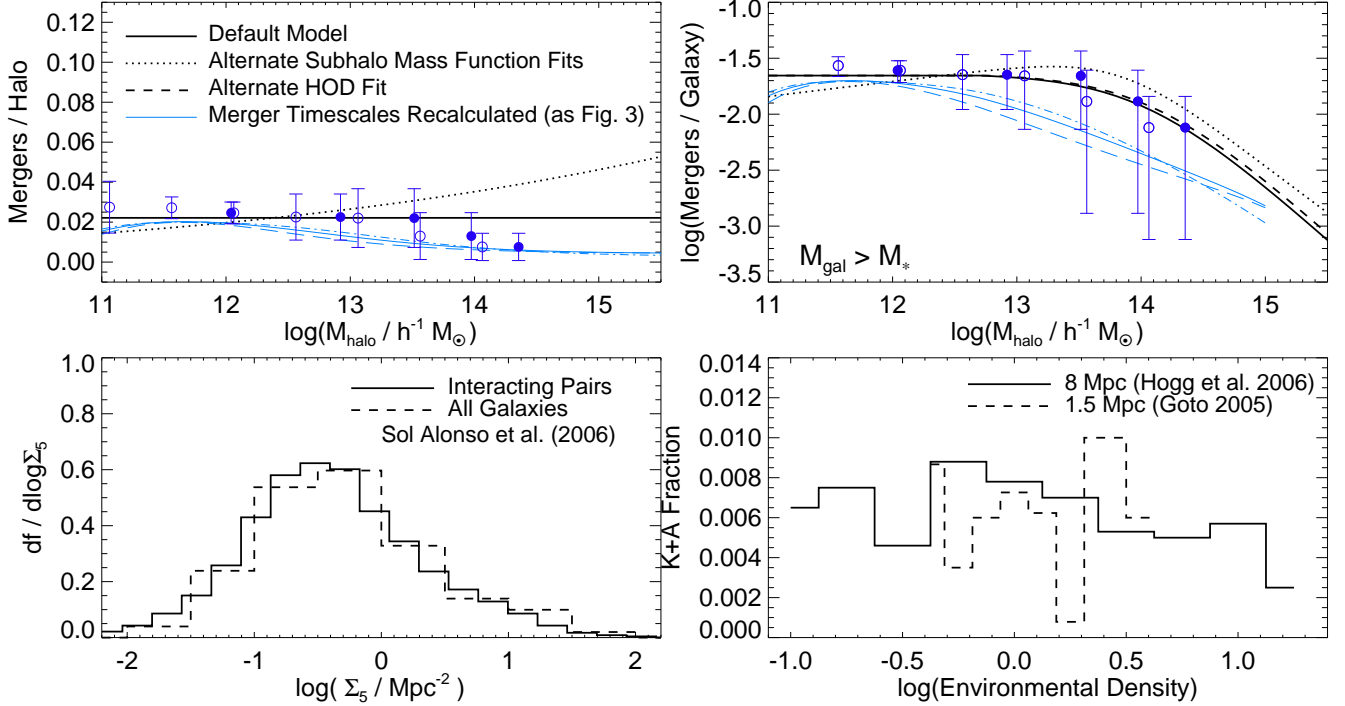 0.12
0.10
0.08
0.06
0.04
0.02
0.00
Mergers / Halo
Default Model
Alternate Subhalo Mass Function Fits
Alternate HOD Fit
Merger Timescales Recalculated (as Fig. 3)
11 12 13 14 15
log(M_halo / h^-1 M_⊙)
-1.0
-1.5
-2.0
-2.5
-3.0
-3.5
log(Mergers / Galaxy)
M_gal > M_*
11 12 13 14 15
log(M_halo / h^-1 M_⊙)
1.0
0.8
0.6
0.4
0.2
0.0
df / dlogΣ_5
Interacting Pairs
All Galaxies
Sol Alonso et al. (2006)
-2 -1 0 1 2
log( Σ_5 / Mpc^-2 )
0.014
0.012
0.010
0.008
0.006
0.004
0.002
0.000
K+A Fraction
8 Mpc (Hogg et al. 2006)
1.5 Mpc (Goto 2005)
-1.0 -0.5 0.0 0.5 1.0
log(Environmental Density)